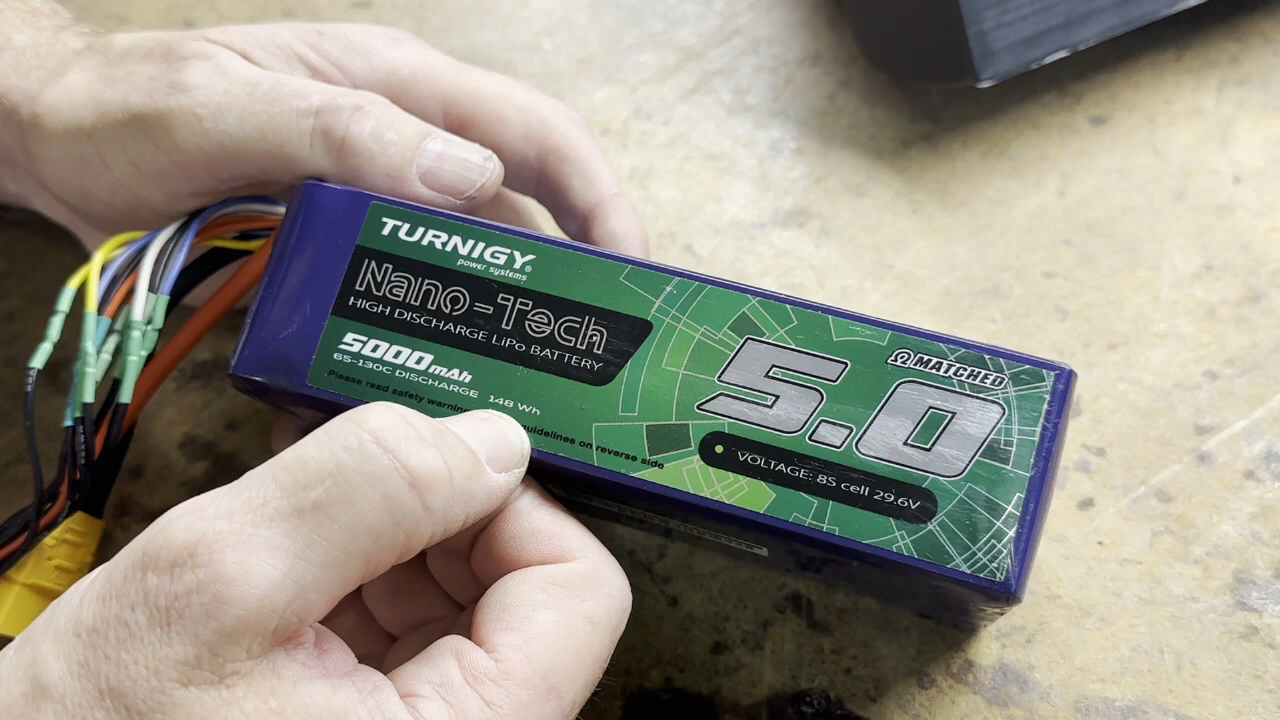 TURNIGY®
power systems
Nano-Tech
HIGH DISCHARGE LiPo BATTERY
5000mAh
65-130C DISCHARGE 148 Wh
Please read safety warning guidelines on reverse side
MATCHED
5.0
VOLTAGE: 8S cell 29.6V